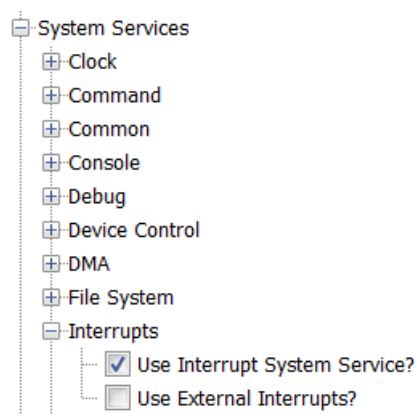 System Services
Clock
Command
Common
Console
Debug
Device Control
DMA
File System
Interrupts
Use Interrupt System Service?
Use External Interrupts?